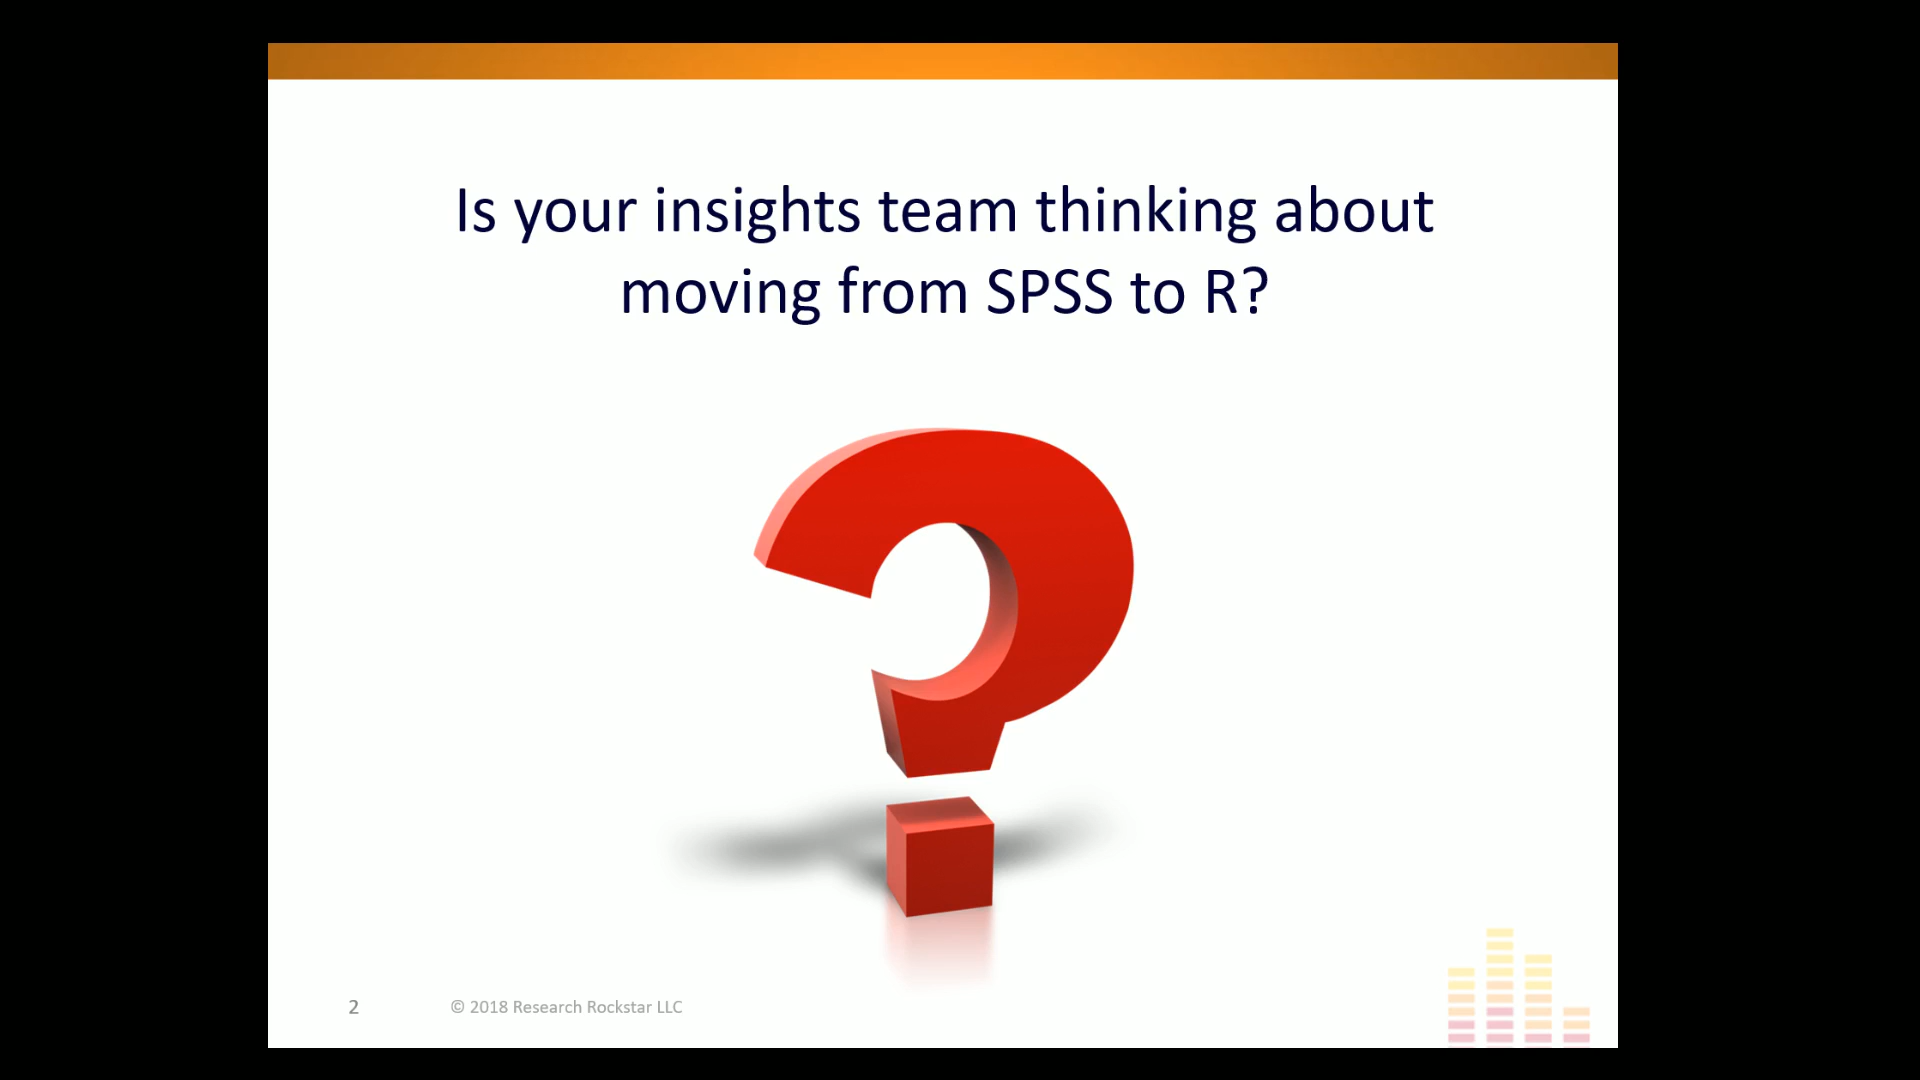 Is your insights team thinking about
moving from SPSS to R?
2
© 2018 Research Rockstar LLC